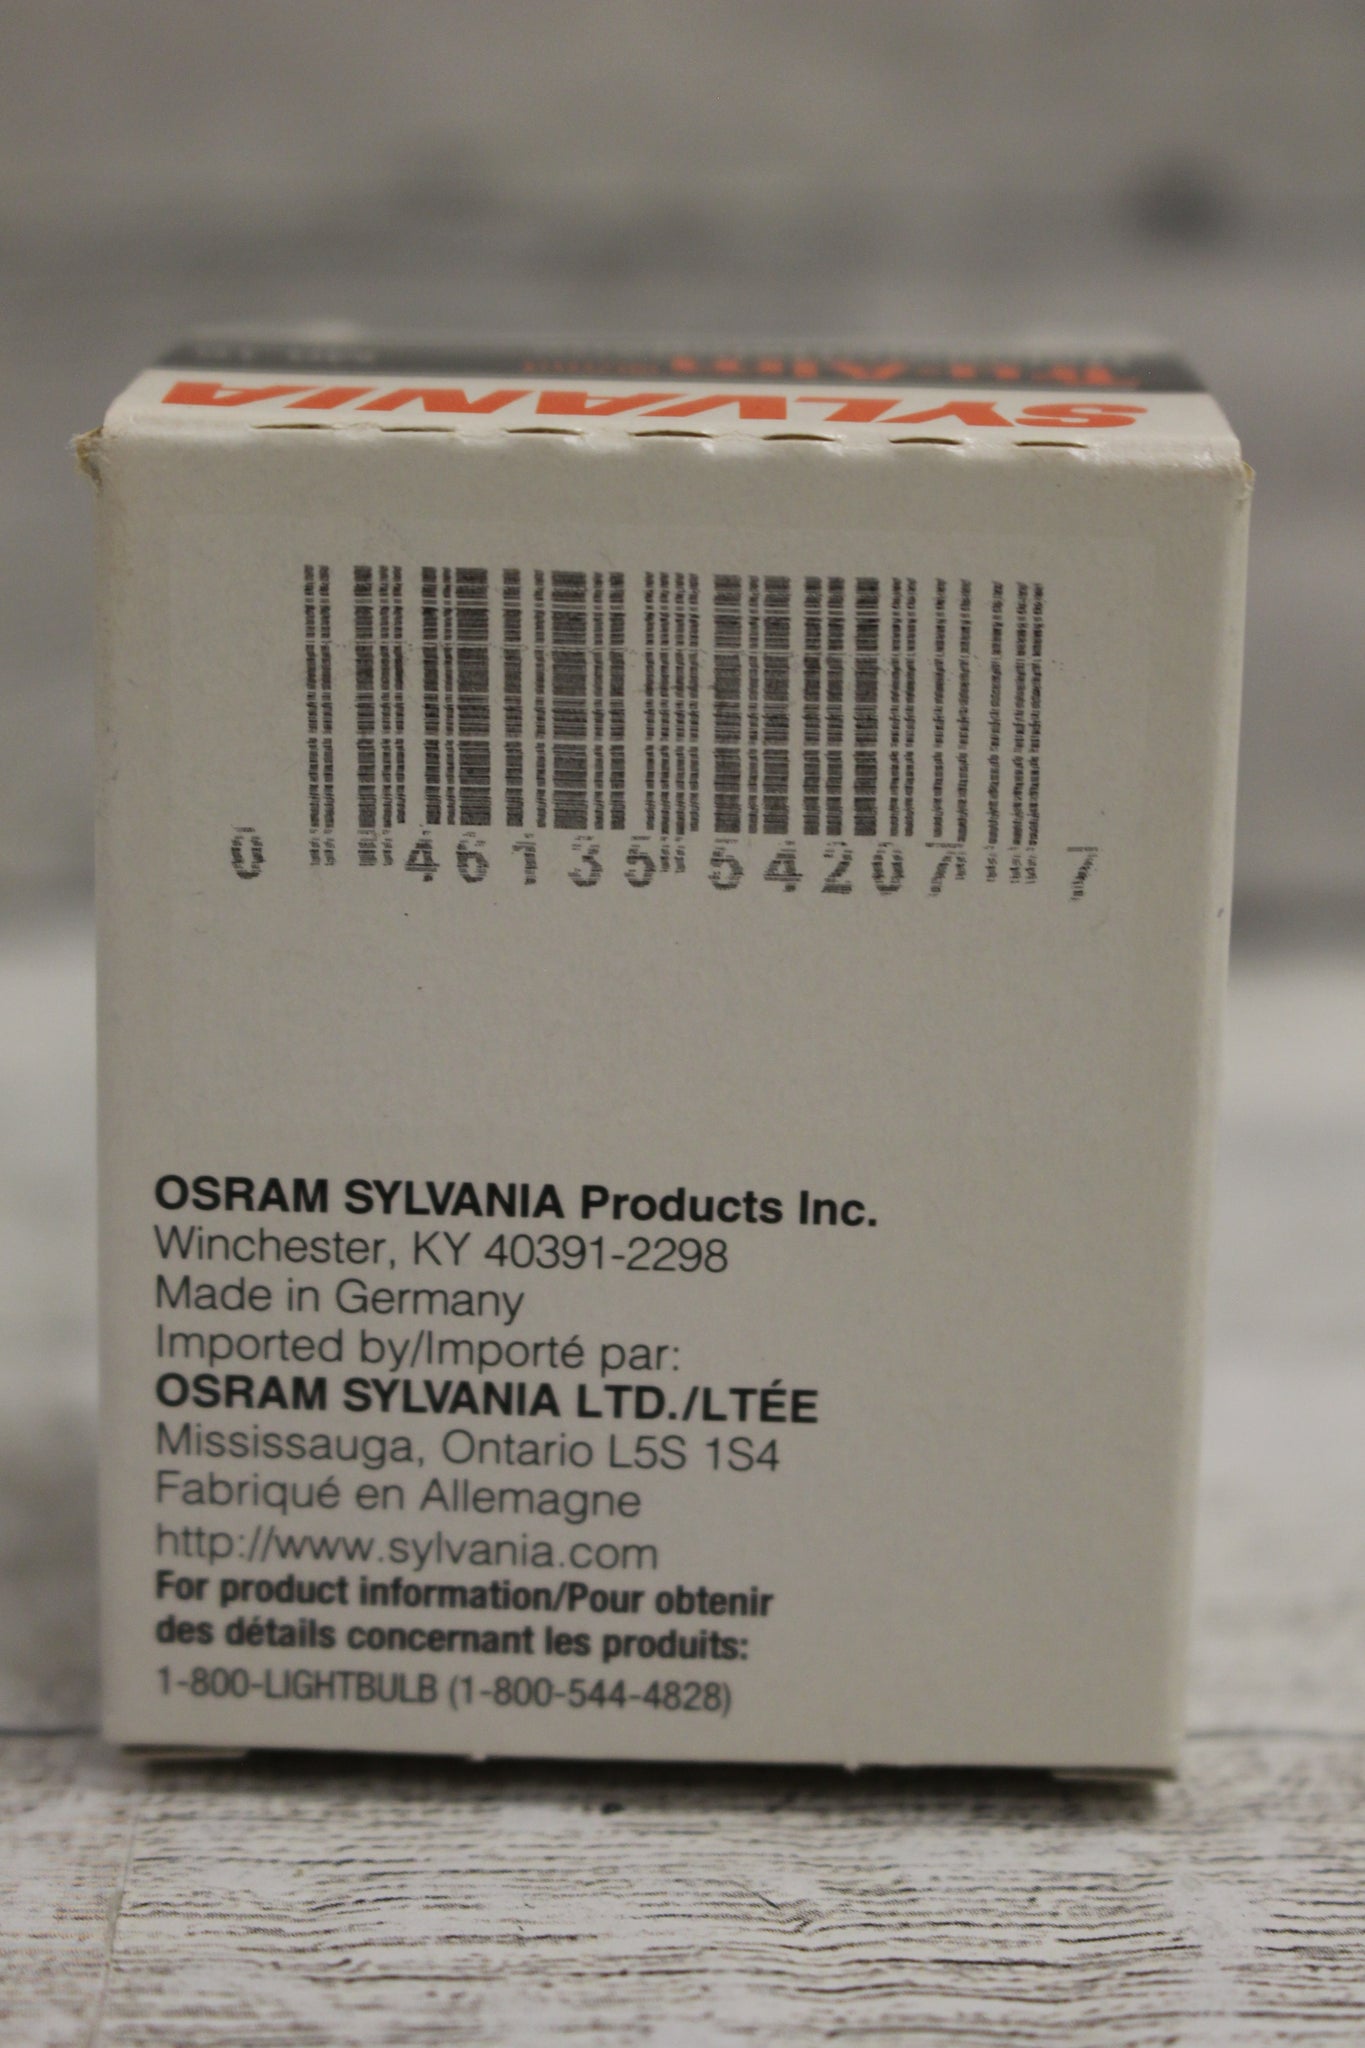 Tru-Aim
SYLVANIA
0 46135 54207 7
OSRAM SYLVANIA Products Inc.
Winchester, KY 40391-2298
Made in Germany
Imported by/Importé par:
OSRAM SYLVANIA LTD./LTÉE
Mississauga, Ontario L5S 1S4
Fabriqué en Allemagne
http://www.sylvania.com
For product information/Pour obtenir
des détails concernant les produits:
1-800-LIGHTBULB (1-800-544-4828)